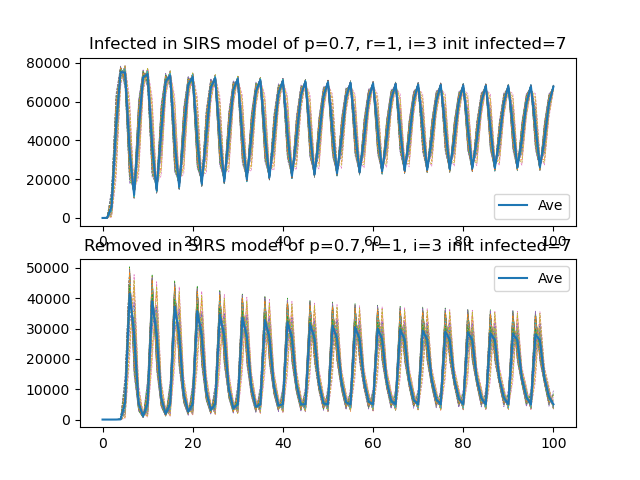 Infected in SIRS model of p=0.7, r=1, i=3 init infected=7
80000
60000
40000
20000
0
Ave
0 20 40 60 80 100
Removed in SIRS model of p=0.7, r=1, i=3 init infected=7
50000
40000
30000
20000
10000
0
Ave
0 20 40 60 80 100